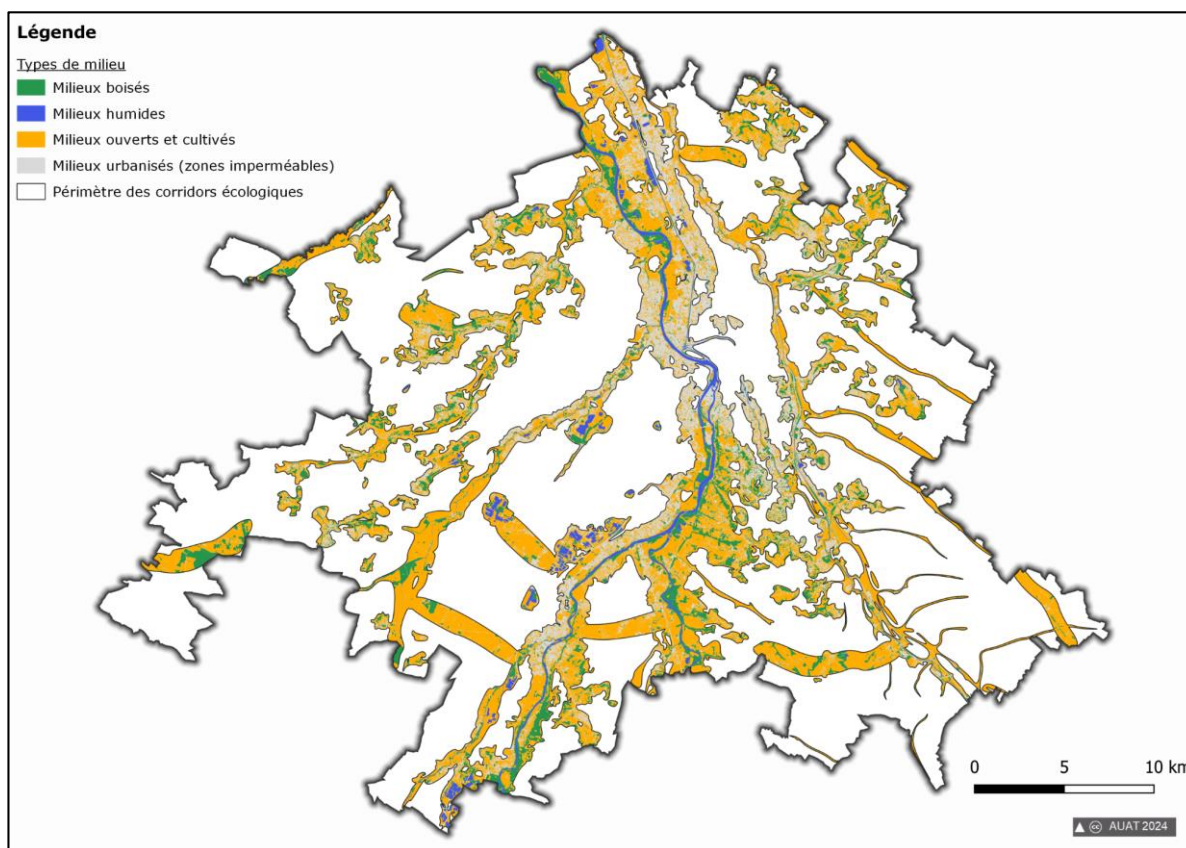 Légende
Types de milieu
Milieux boisés
Milieux humides
Milieux ouverts et cultivés
Milieux urbanisés (zones imperméables)
Périmètre des corridors écologiques
0 5 10 km
cc AUAT 2024